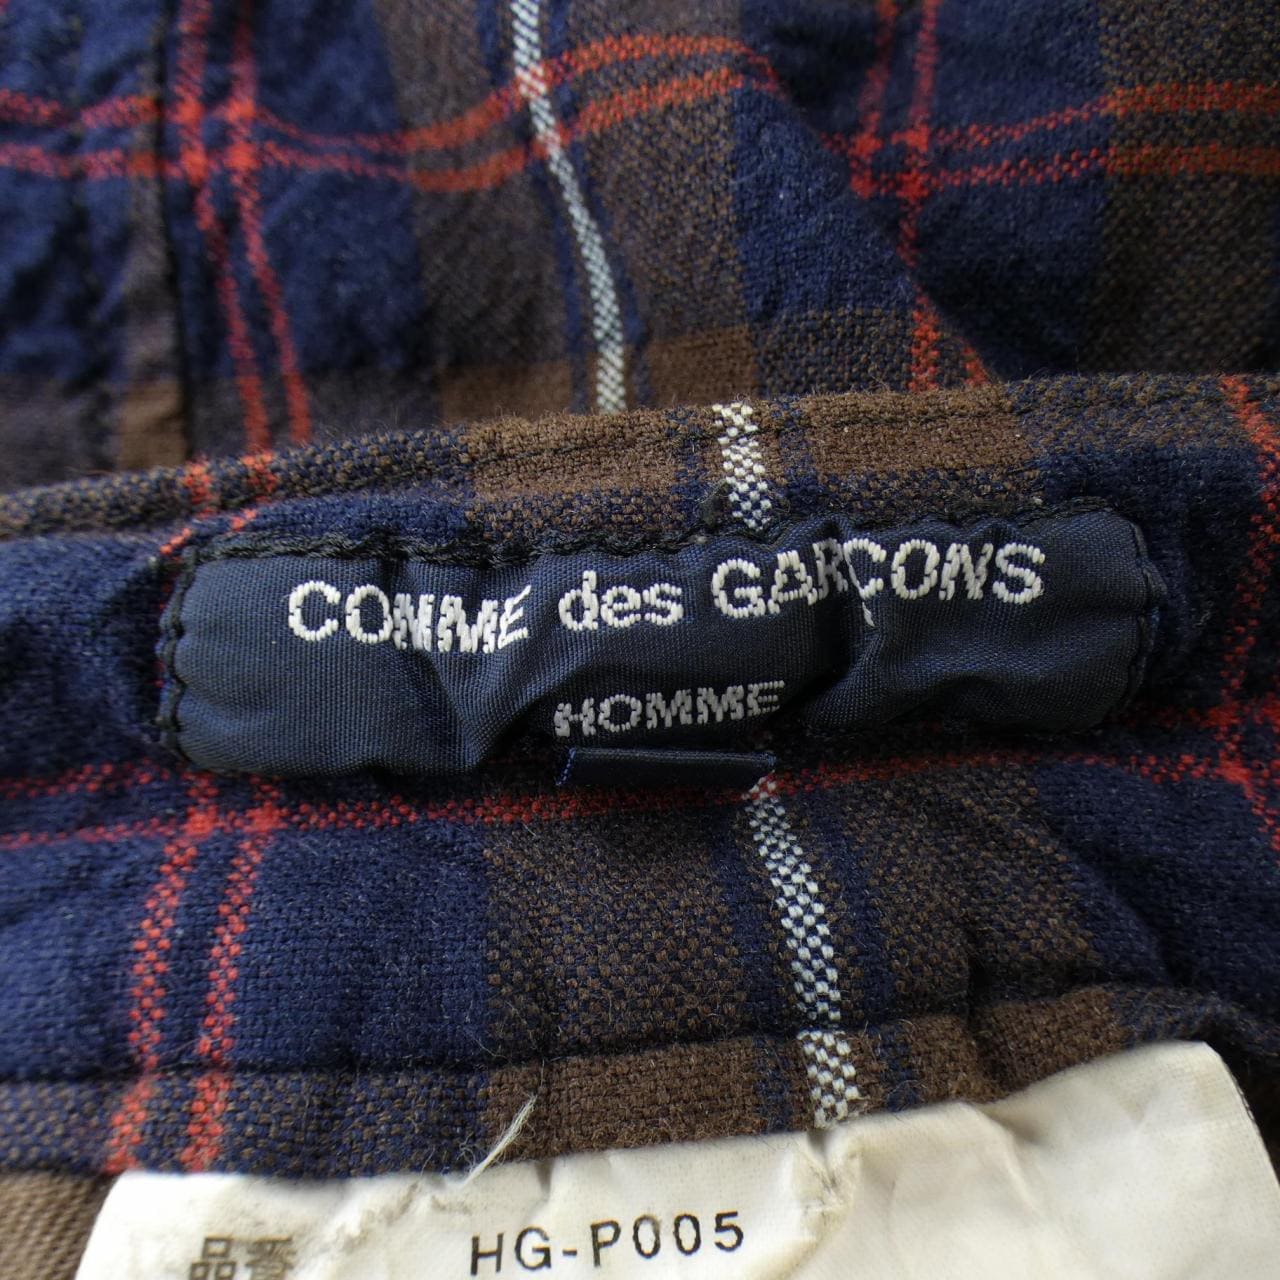 COMME des GARÇONS
HOMME
品番 HG-P005